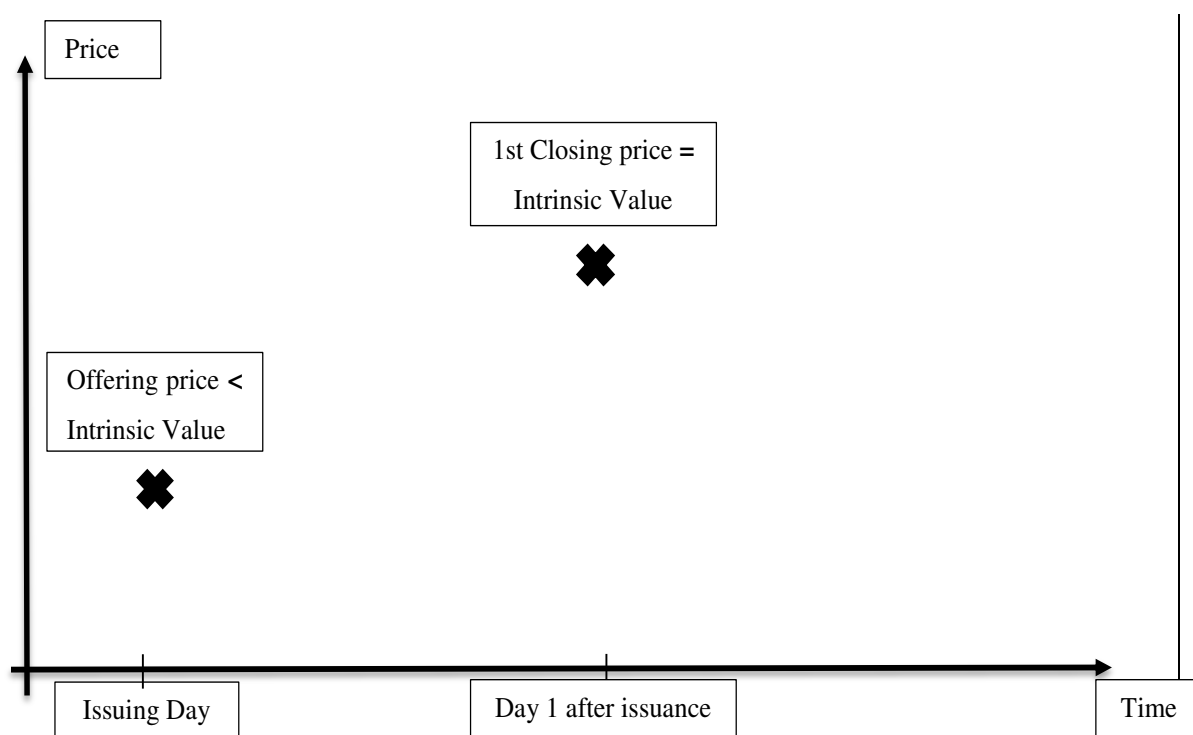 Price
1st Closing price =
Intrinsic Value
Offering price <
Intrinsic Value
Issuing Day
Day 1 after issuance
Time